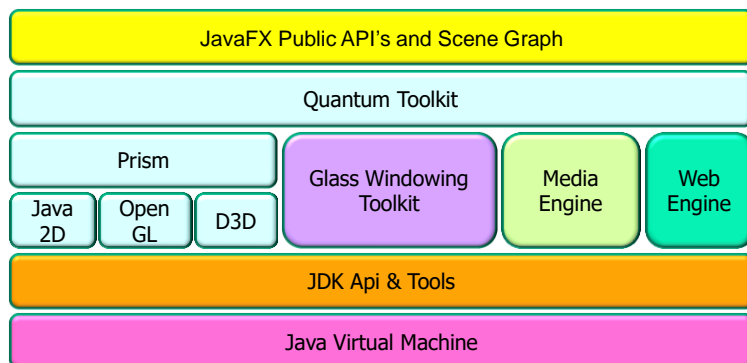 JavaFX Public API's and Scene Graph
Quantum Toolkit
Prism
Glass Windowing
Toolkit
Media
Engine
Web
Engine
Java
2D
Open
GL
D3D
JDK Api & Tools
Java Virtual Machine